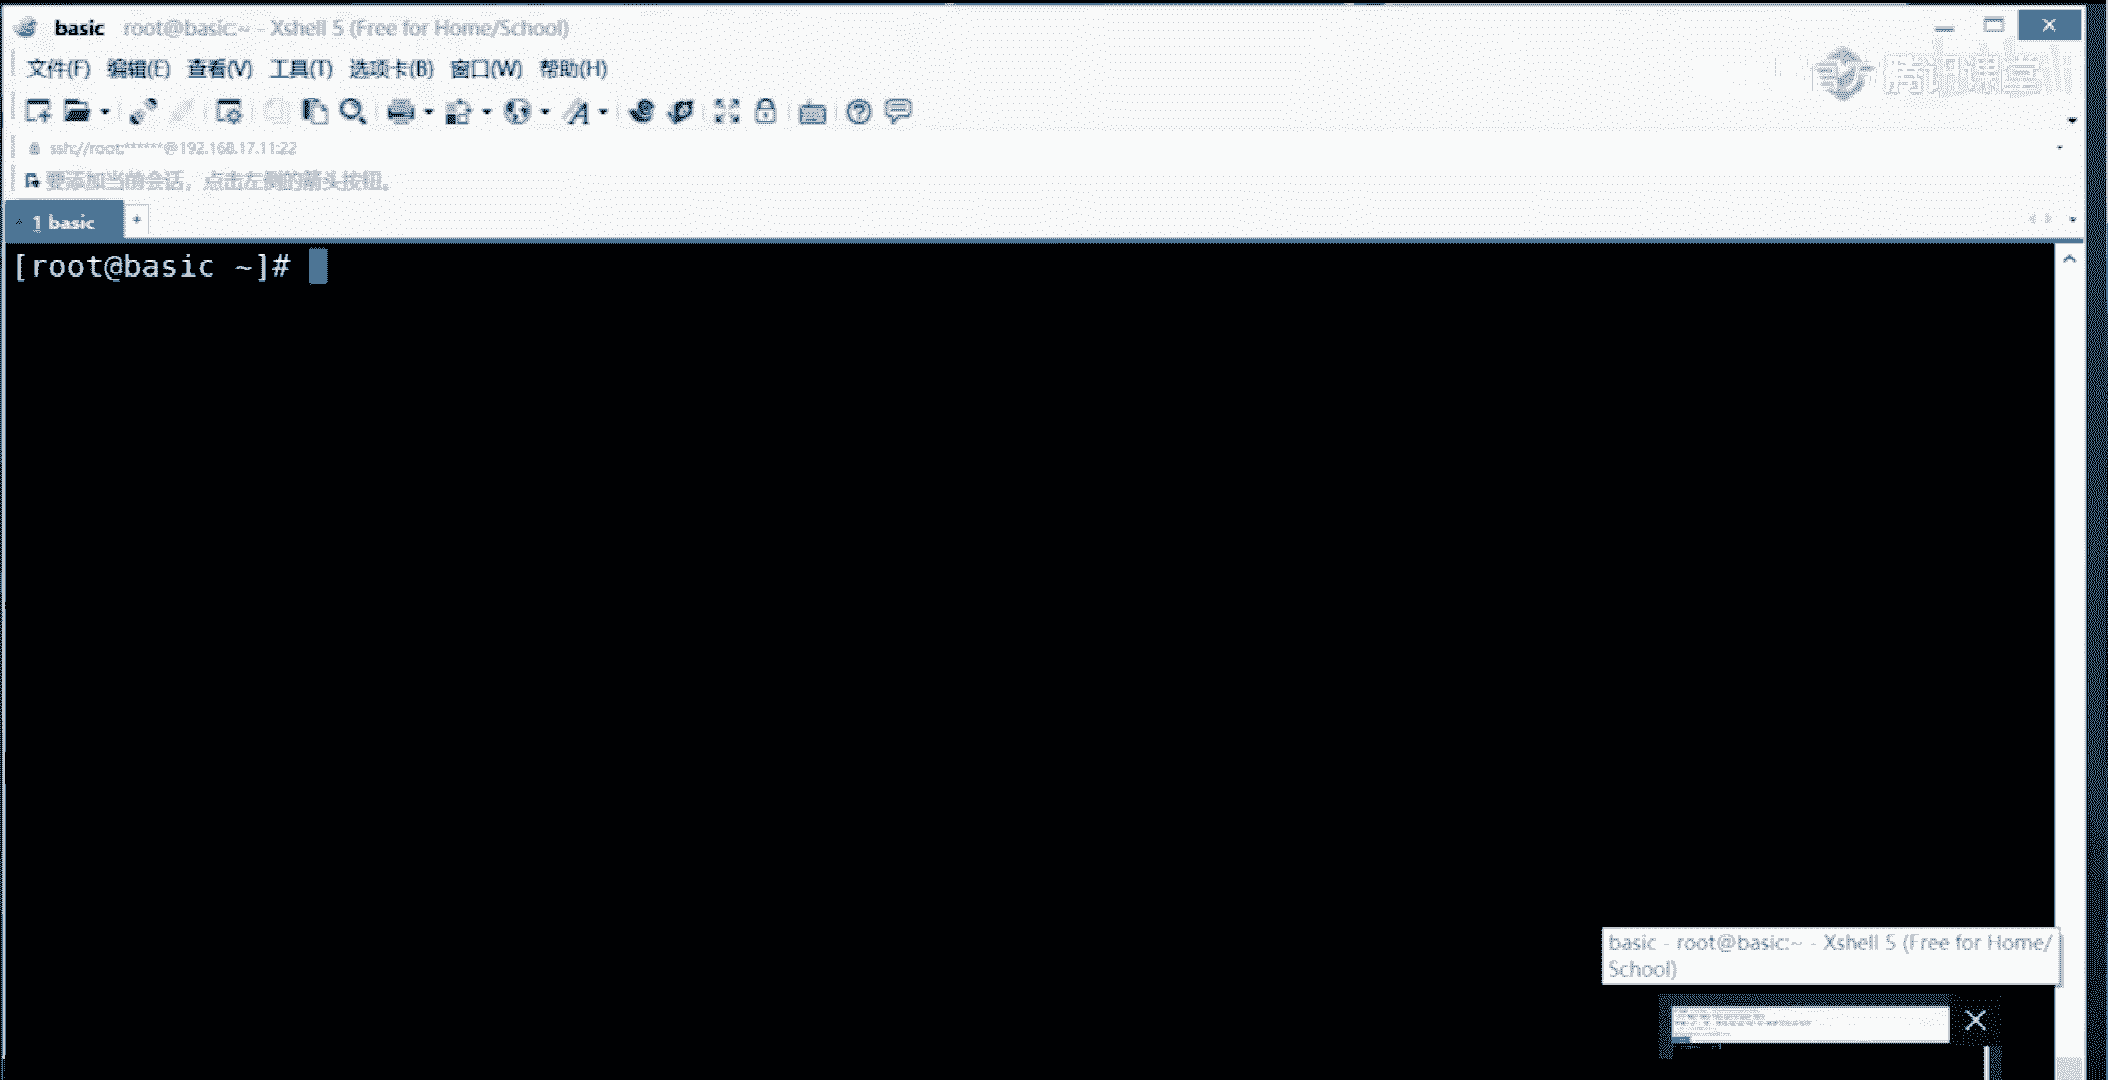 basic root@basic:~ - Xshell 5 (Free for Home/School)
文件(F) 编辑(E) 查看(V) 工具(T) 选项卡(B) 窗口(W) 帮助(H)
腾讯课堂
ssh://root:******@192.168.17.11:22
要添加当前会话，点击左侧的箭头按钮。
1 basic
[root@basic ~]#
basic - root@basic:~ - Xshell 5 (Free for Home/
School)